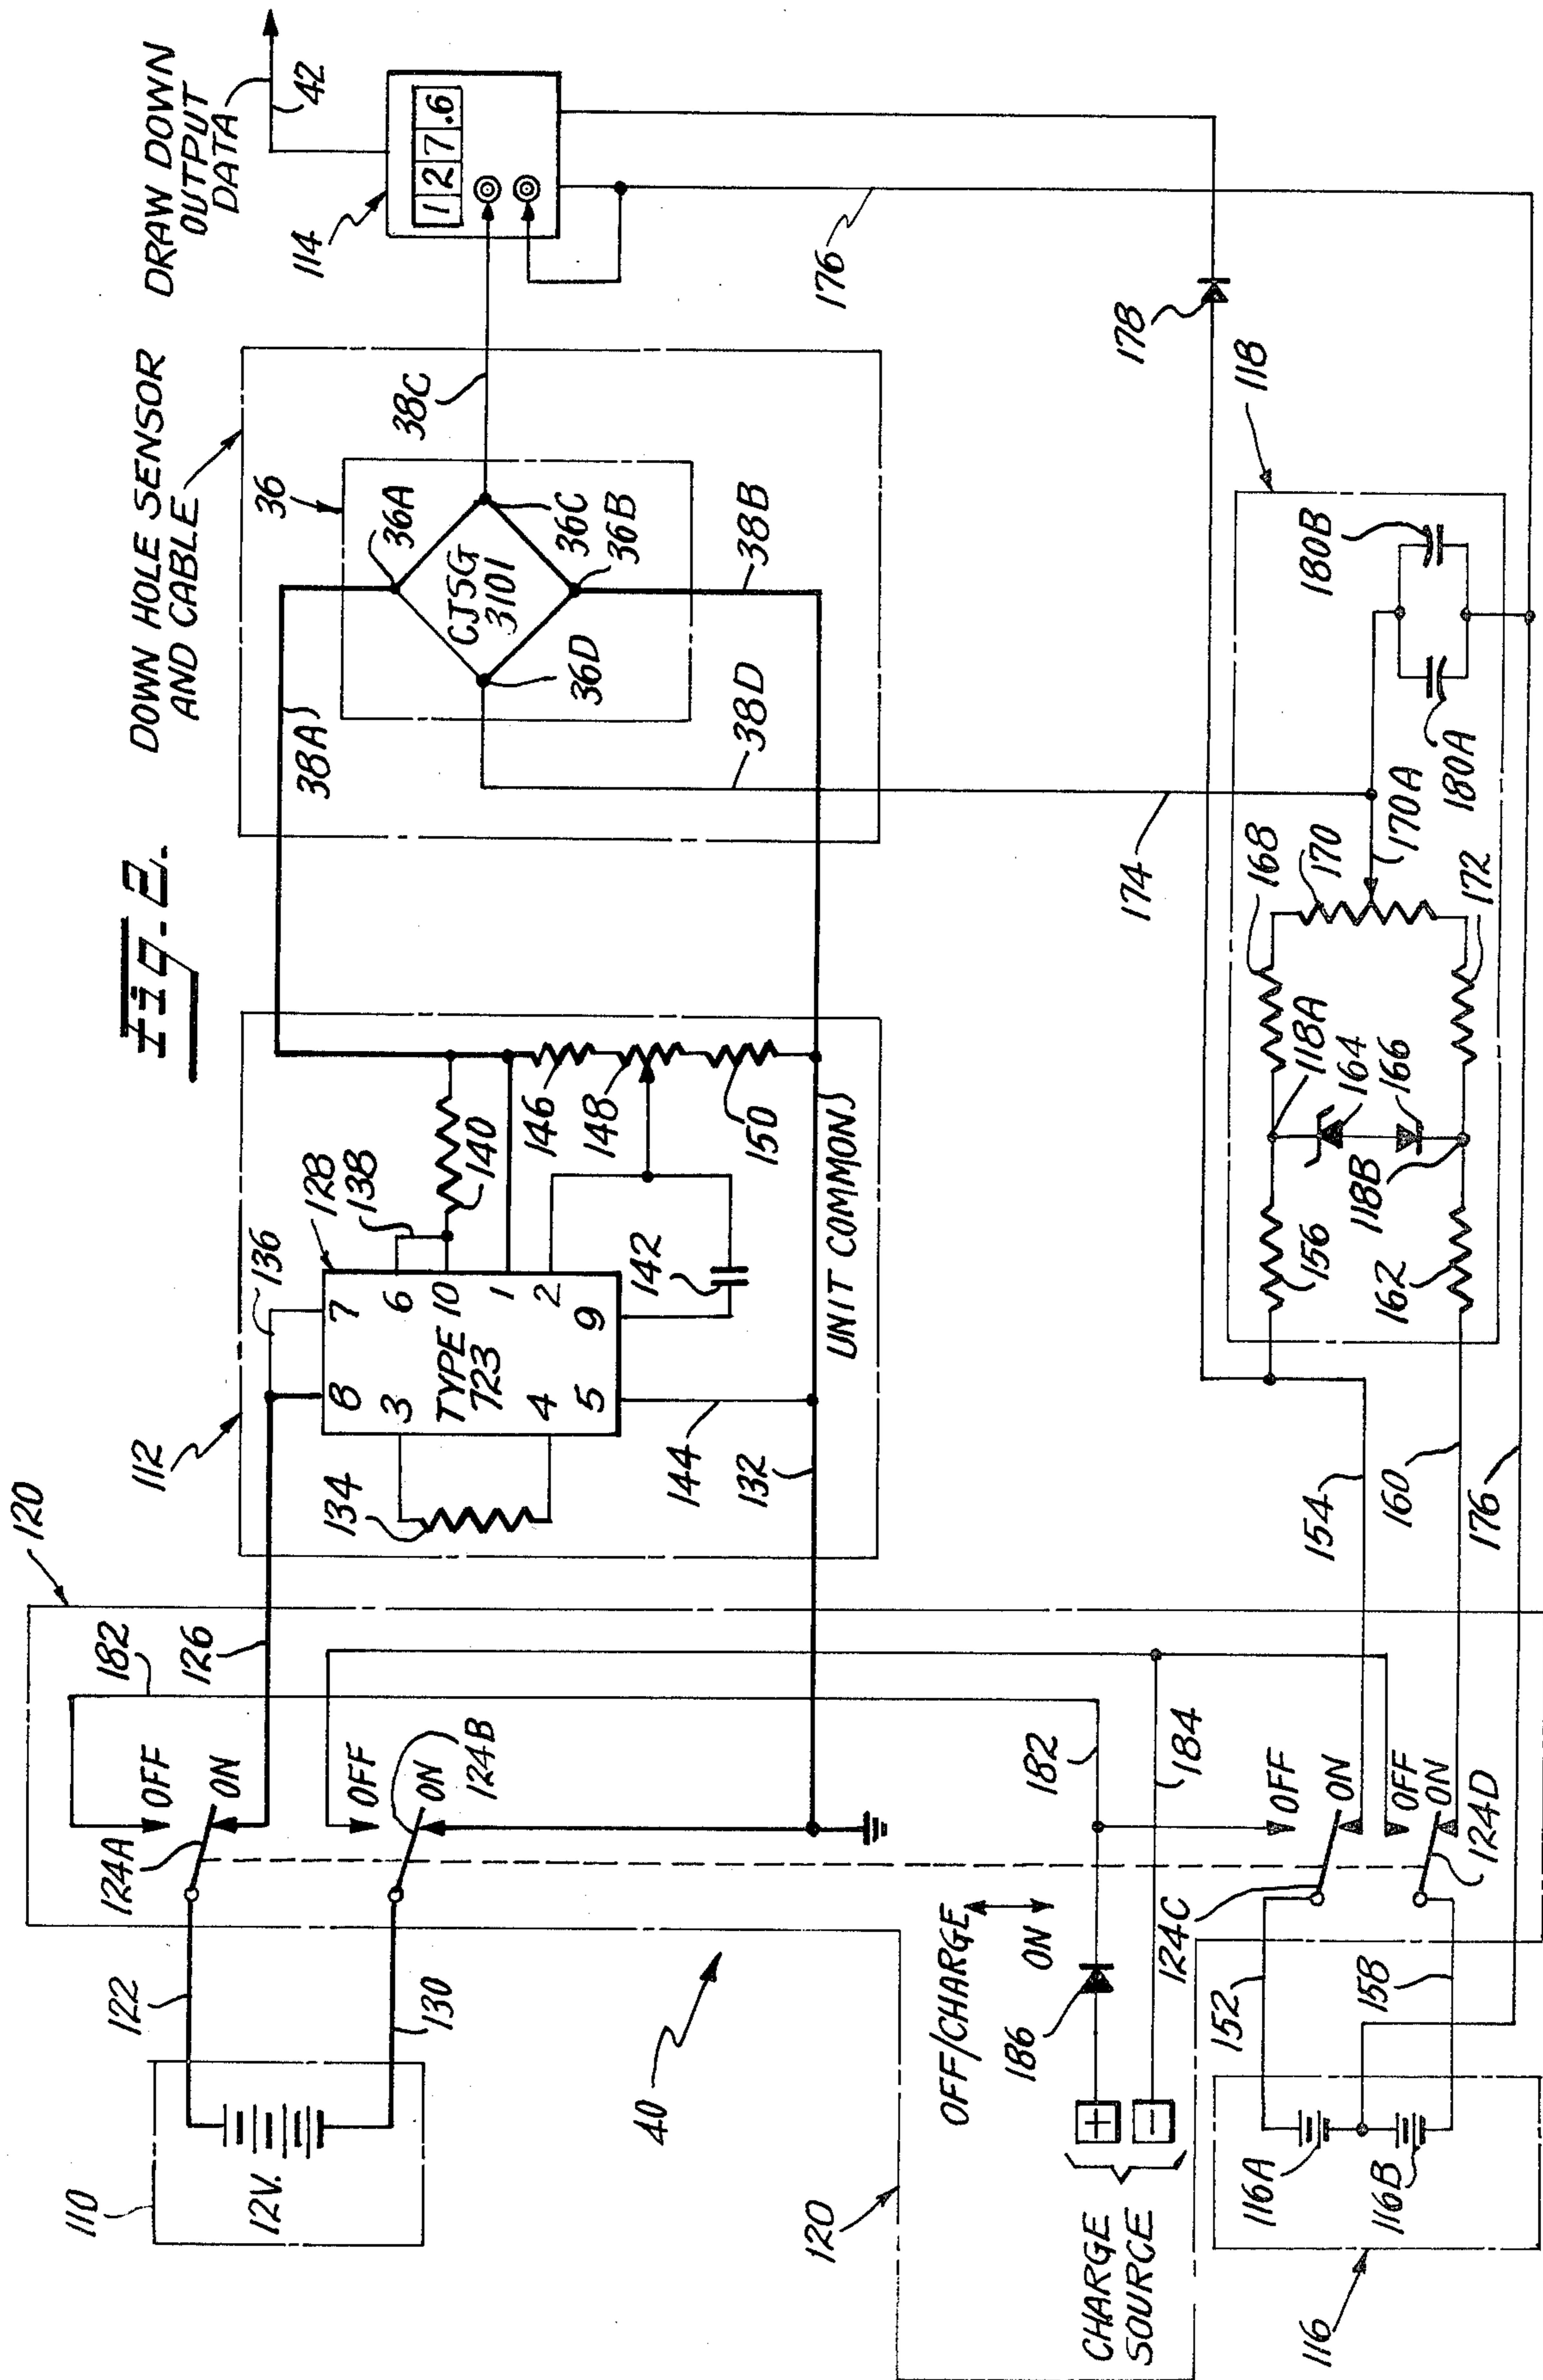 Fig. 2.
DOWN HOLE SENSOR
AND CABLE
DRAW DOWN
OUTPUT
DATA
42
114
1 2 7 .6
120
112
182
126
124A
OFF
ON
122
110
12V.
130
124B
OFF
ON
136
128
138
8
7
3
6
TYPE
723
10
1
4
2
5
9
134
140
142
144
132
146
148
150
UNIT COMMON
38A
36
36A
CJSG
3101
36C
36B
36D
38B
38C
38D
40
OFF/CHARGE
ON
186
182
184
CHARGE
SOURCE
+
−
120
124C
OFF
ON
OFF
ON
124D
152
158
116A
116B
116
154
160
176
156
162
118A
164
166
118B
168
170
170A
172
174
180A
180B
118
178
176